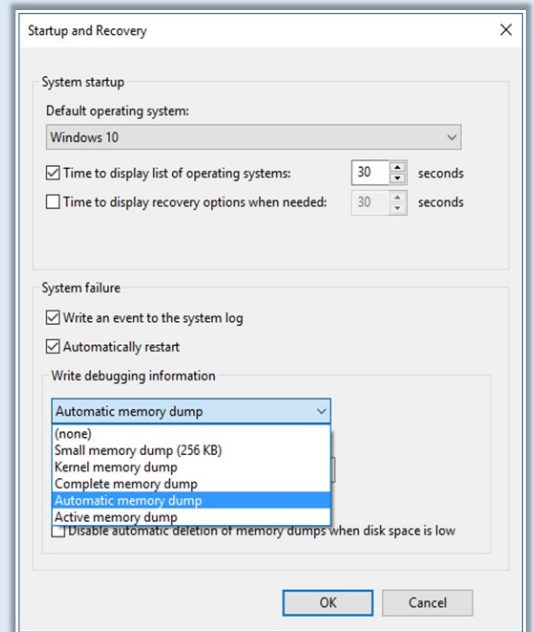 Startup and Recovery
System startup
Default operating system:
Windows 10
Time to display list of operating systems: 30 seconds
Time to display recovery options when needed: 30 seconds
System failure
Write an event to the system log
Automatically restart
Write debugging information
Automatic memory dump
(none)
Small memory dump (256 KB)
Kernel memory dump
Complete memory dump
Automatic memory dump
Active memory dump
Disable automatic deletion of memory dumps when disk space is low
OK Cancel